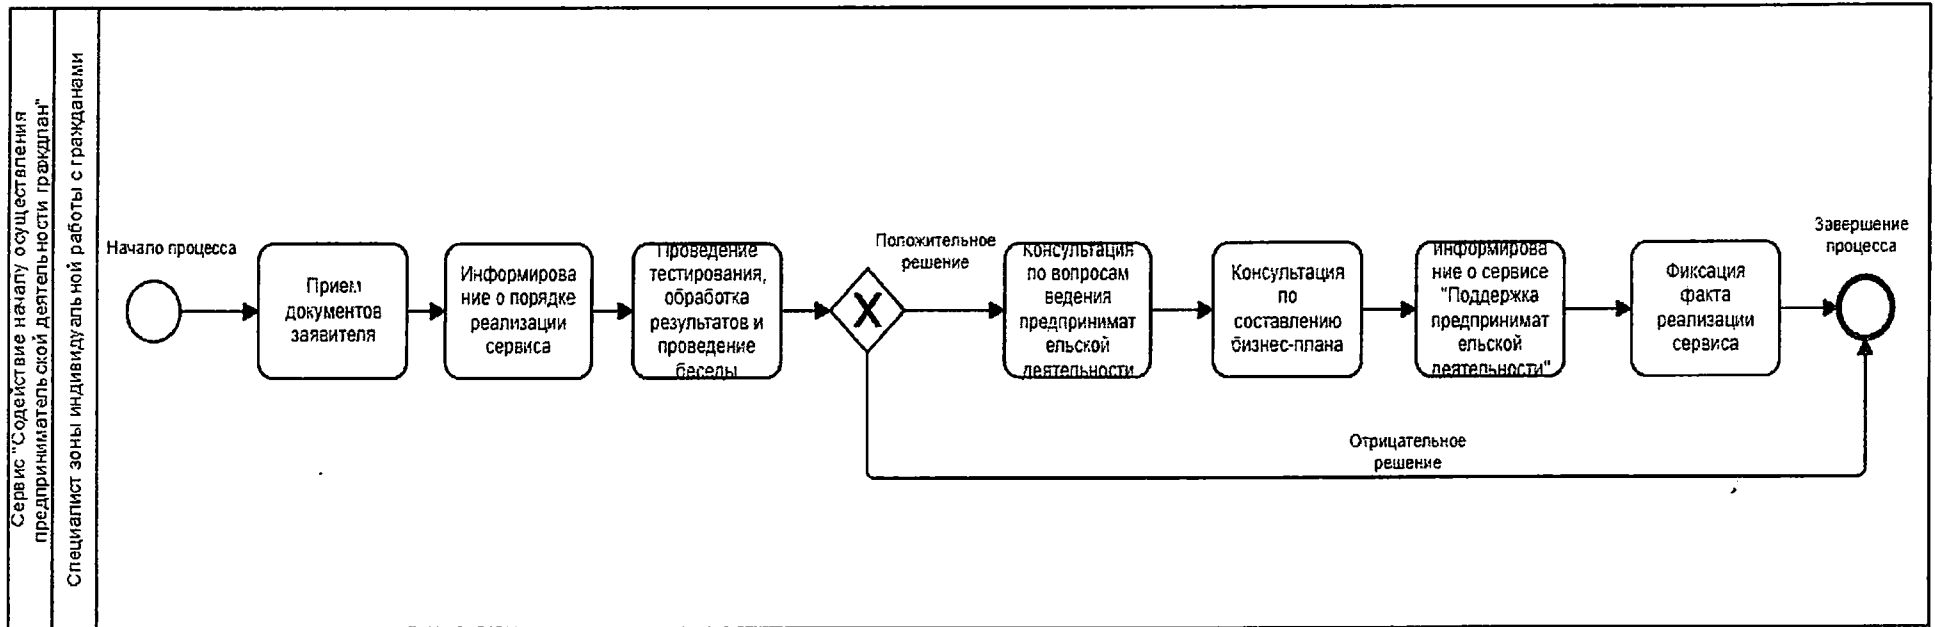 Сервис "Содействие началу осуществления
предпринимательской деятельности граждан"
Специалист зоны индивидуальной работы с гражданами
Начало процесса
Прием
документов
заявителя
Информирова
ние о порядке
реализации
сервиса
Проведение
тестирования,
обработка
результатов и
проведение
беседы
Положительное
решение
Консультация
по вопросам
ведения
предпринимат
ельской
деятельности
Консультация
по
составлению
бизнес-плана
информирова
ние о сервисе
"Поддержка
предпринимат
ельской
деятельности"
Фиксация
факта
реализации
сервиса
Завершение
процесса
Отрицательное
решение